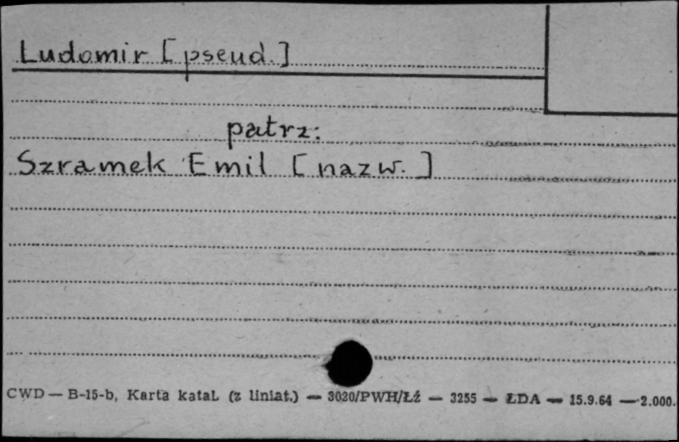 Ludomir [pseud.]
patrz:
Szramek Emil [nazw.]
CWD — B-15-b, Karta katal. (z liniat.) — 3020/PWH/Łź — 3255 — ŁDA — 15.9.64 — 2.000.